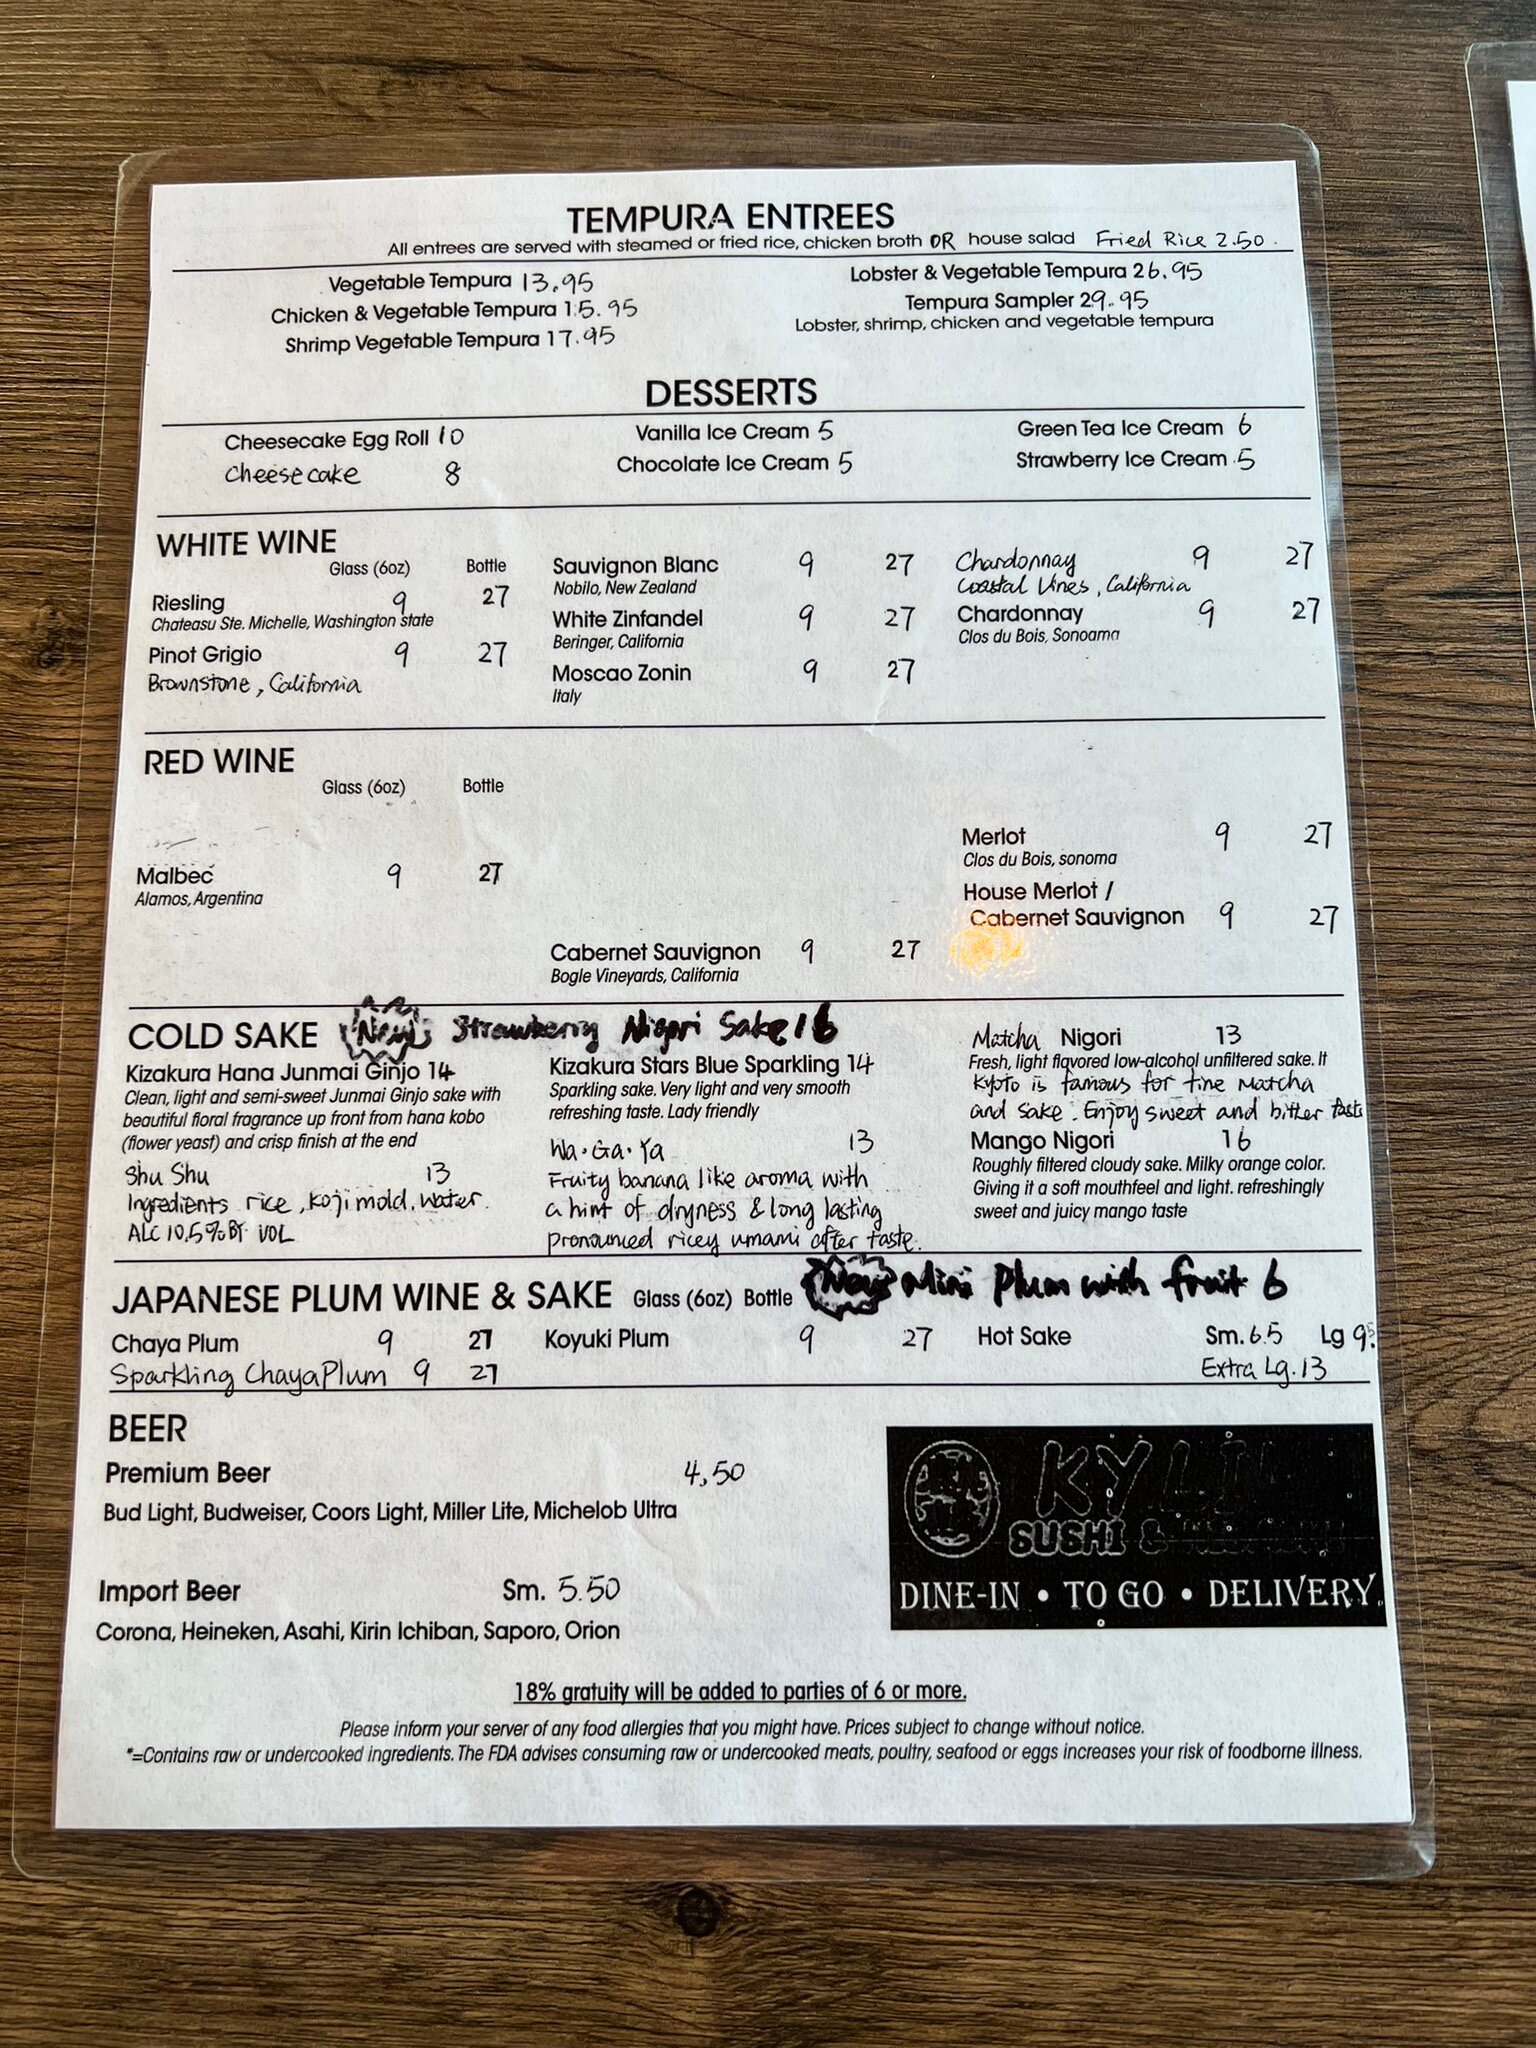 TEMPURA ENTREES
All entrees are served with steamed or fried rice, chicken broth OR house salad Fried Rice 2.50.
Vegetable Tempura 13.95
Chicken & Vegetable Tempura 15.95
Shrimp Vegetable Tempura 17.95
Lobster & Vegetable Tempura 26.95
Tempura Sampler 29.95
Lobster, shrimp, chicken and vegetable tempura
DESSERTS
Cheesecake Egg Roll 10
Cheesecake 8
Vanilla Ice Cream 5
Chocolate Ice Cream 5
Green Tea Ice Cream 6
Strawberry Ice Cream 5
WHITE WINE
Glass (6oz) Bottle
Riesling 9 27
Chateasu Ste. Michelle, Washington state
Pinot Grigio 9 27
Brownstone, California
Sauvignon Blanc 9 27
Nobilo, New Zealand
White Zinfandel 9 27
Beringer, California
Moscao Zonin 9 27
Italy
Chardonnay 9 27
Coastal Vines, California
Chardonnay 9 27
Clos du Bois, Sonoama
RED WINE
Glass (6oz) Bottle
Malbec 9 27
Alamos, Argentina
Cabernet Sauvignon 9 27
Bogle Vineyards, California
Merlot 9 27
Clos du Bois, sonoma
House Merlot /
Cabernet Sauvignon 9 27
COLD SAKE New Strawberry Nigori Sake 16
Kizakura Hana Junmai Ginjo 14
Clean, light and semi-sweet Junmai Ginjo sake with
beautiful floral fragrance up front from hana kobo
(flower yeast) and crisp finish at the end
Shu Shu 13
Ingredients rice, Koji mold, water.
ALC 10.5% BY VOL
Kizakura Stars Blue Sparkling 14
Sparkling sake. Very light and very smooth
refreshing taste. Lady friendly
Wa.Ga.Ya 13
Fruity banana like aroma with
a hint of dryness & long lasting
pronounced ricey umami after taste.
Matcha Nigori 13
Fresh, light flavored low-alcohol unfiltered sake. It
Kyoto is famous for fine Matcha
and sake. Enjoy sweet and bitter taste
Mango Nigori 16
Roughly filtered cloudy sake. Milky orange color.
Giving it a soft mouthfeel and light. refreshingly
sweet and juicy mango taste
JAPANESE PLUM WINE & SAKE Glass (6oz) Bottle New Mini Plum with fruit 6
Chaya Plum 9 27
Sparkling Chaya Plum 9 27
Koyuki Plum 9 27
Hot Sake Sm. 6.5 Lg 9.5
Extra Lg. 13
BEER
Premium Beer 4,50
Bud Light, Budweiser, Coors Light, Miller Lite, Michelob Ultra
Import Beer Sm. 5.50
Corona, Heineken, Asahi, Kirin Ichiban, Saporo, Orion
KYLI
SUSHI &
DINE-IN • TO GO • DELIVERY
18% gratuity will be added to parties of 6 or more.
Please inform your server of any food allergies that you might have. Prices subject to change without notice.
*=Contains raw or undercooked ingredients. The FDA advises consuming raw or undercooked meats, poultry, seafood or eggs increases your risk of foodborne illness.